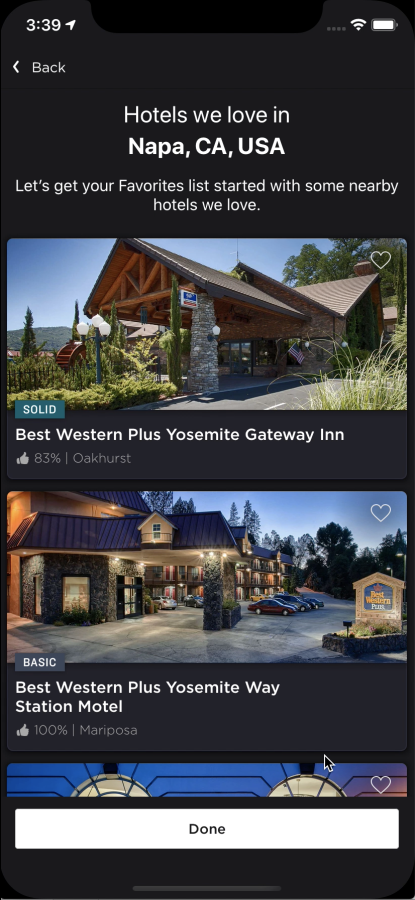 3:39
Back
Hotels we love in
Napa, CA, USA
Let's get your Favorites list started with some nearby
hotels we love.
SOLID
Best Western Plus Yosemite Gateway Inn
83% | Oakhurst
Best
Western
Plus
BASIC
Best Western Plus Yosemite Way
Station Motel
100% | Mariposa
Done